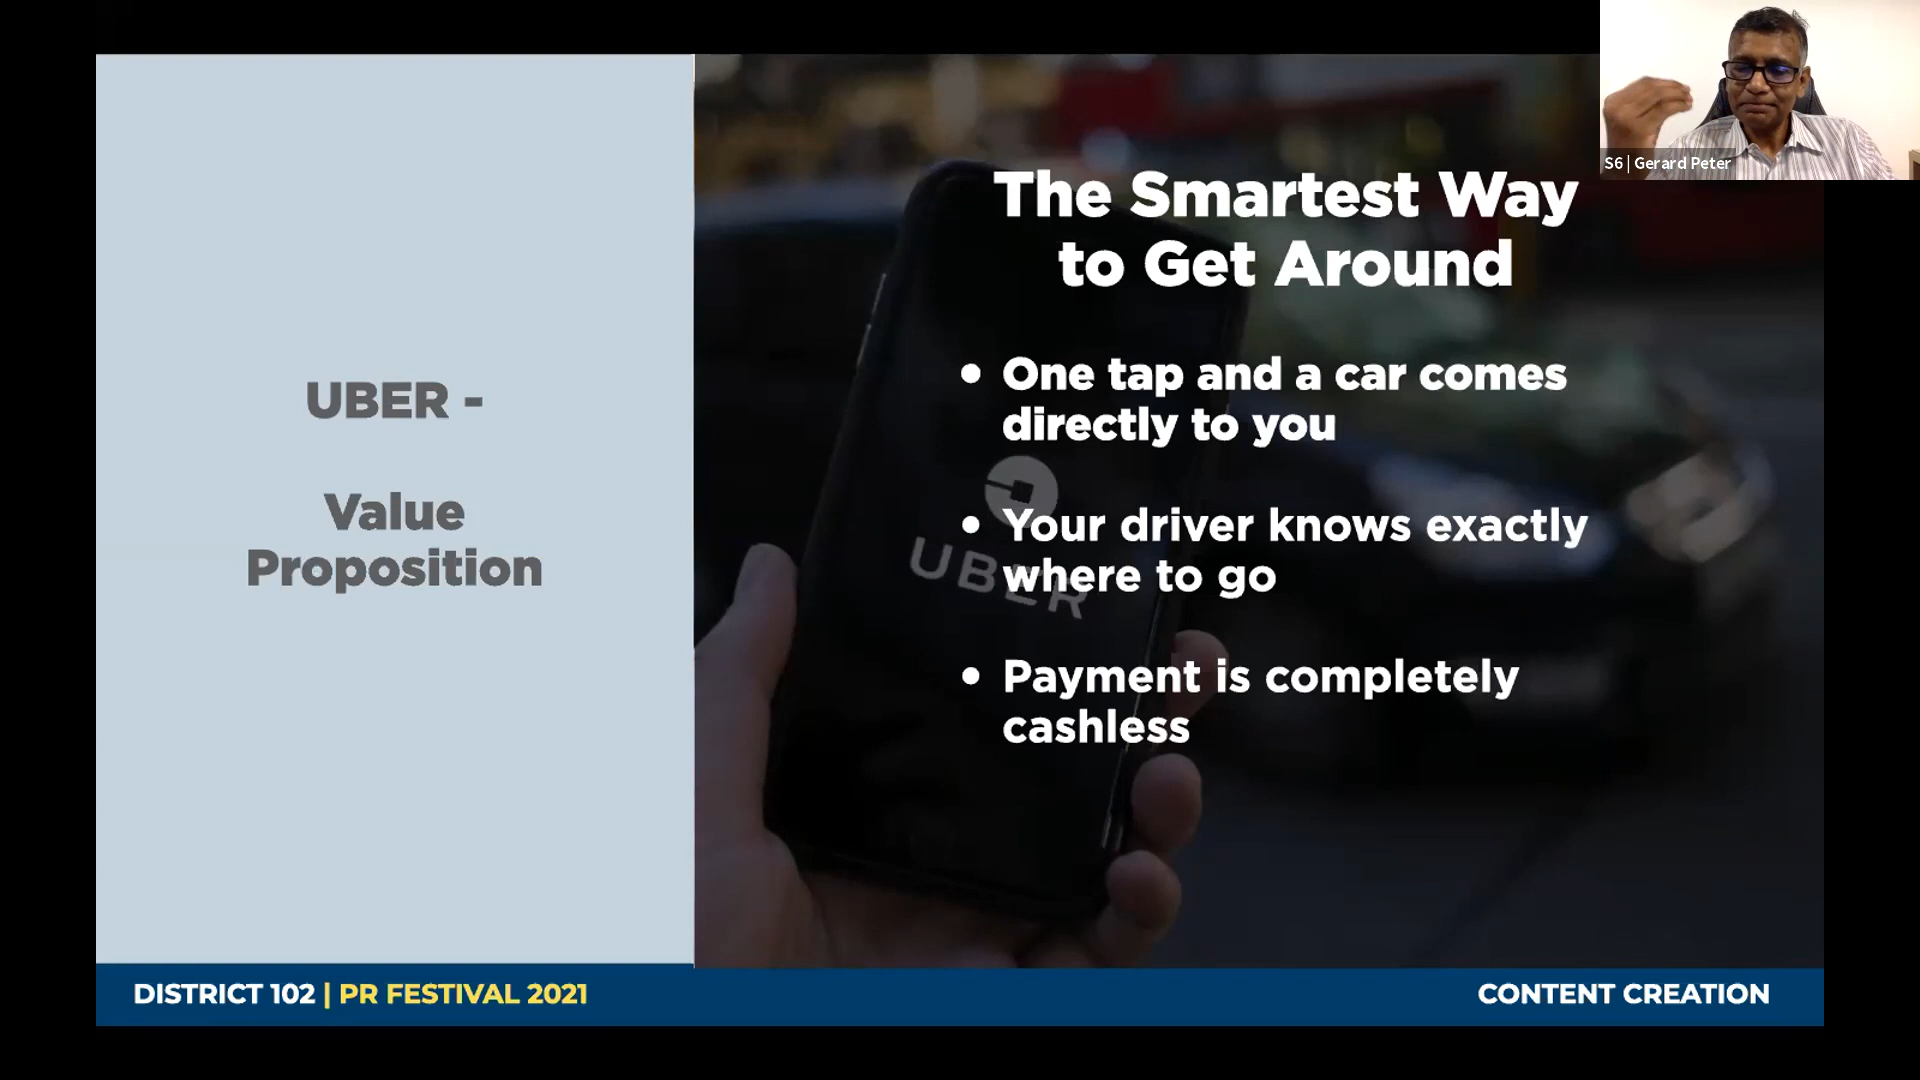 S6 | Gerard Peter
UBER -
Value
Proposition
The Smartest Way
to Get Around
• One tap and a car comes
directly to you
• Your driver knows exactly
where to go
• Payment is completely
cashless
UBER
DISTRICT 102 | PR FESTIVAL 2021
CONTENT CREATION